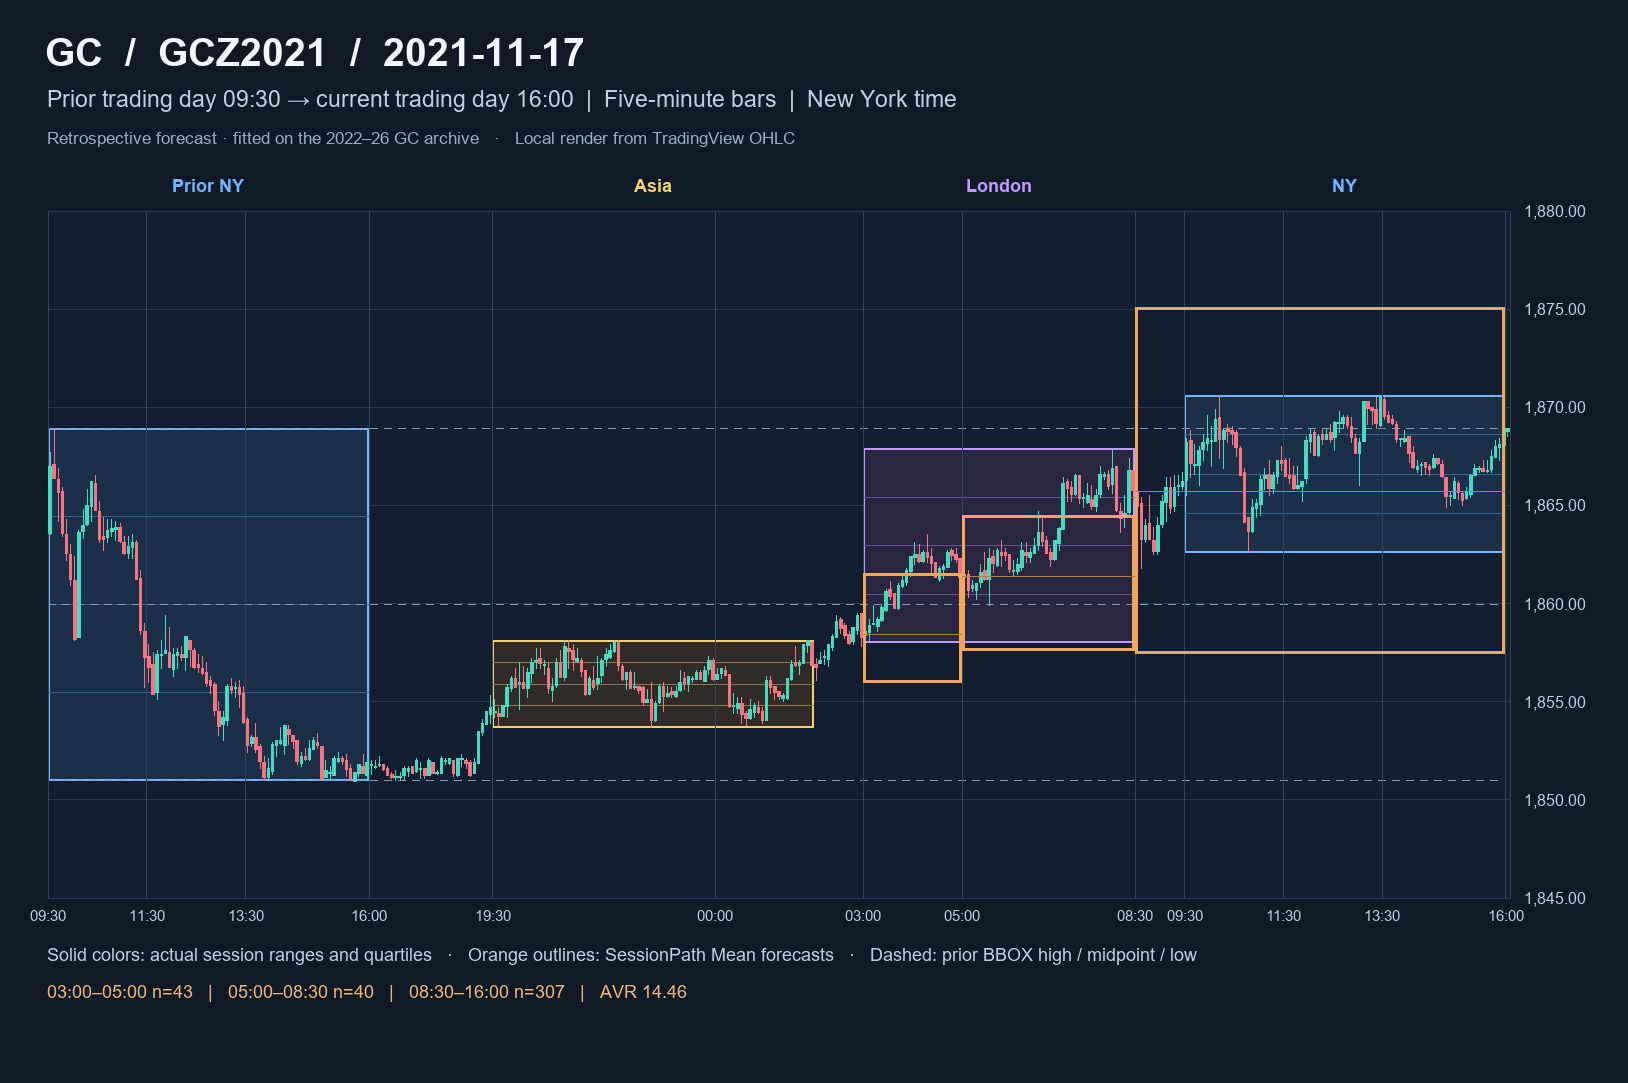 GC / GCZ2021 / 2021-11-17
Prior trading day 09:30 → current trading day 16:00 | Five-minute bars | New York time
Retrospective forecast · fitted on the 2022–26 GC archive · Local render from TradingView OHLC
Prior NY Asia London NY
1,880.00
1,875.00
1,870.00
1,865.00
1,860.00
1,855.00
1,850.00
1,845.00
09:30 11:30 13:30 16:00 19:30 00:00 03:00 05:00 08:30 09:30 11:30 13:30 16:00
Solid colors: actual session ranges and quartiles · Orange outlines: SessionPath Mean forecasts · Dashed: prior BBOX high / midpoint / low
03:00–05:00 n=43 | 05:00–08:30 n=40 | 08:30–16:00 n=307 | AVR 14.46